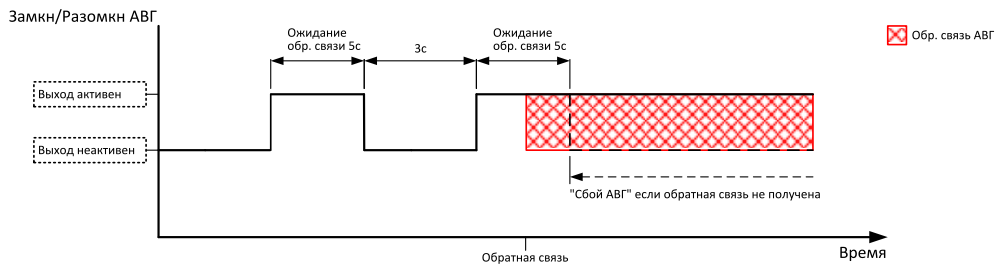 Замкн/Разомкн АВГ
Ожидание
обр. связи 5с
3с
Ожидание
обр. связи 5с
Обр. связь АВГ
Выход активен
Выход неактивен
"Сбой АВГ" если обратная связь не получена
Обратная связь
Время